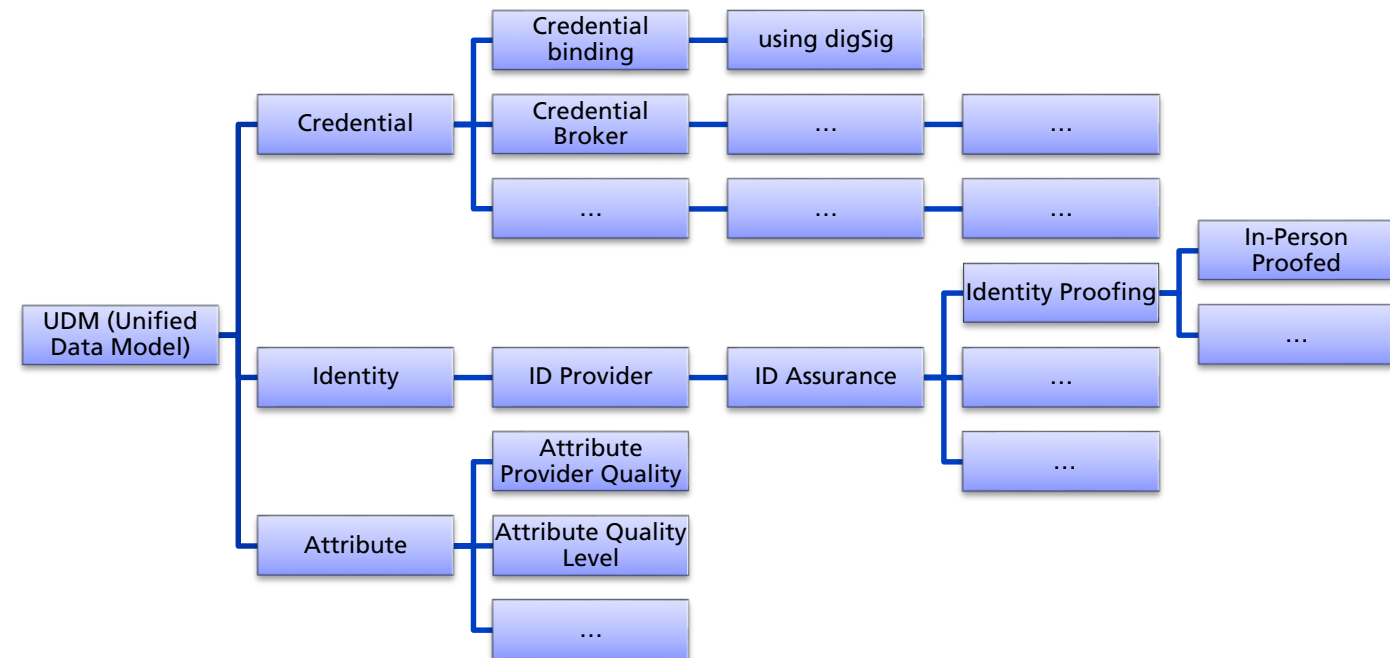 Credential
binding
using digSig
Credential
Credential
Broker
…
…
…
…
…
In-Person
Proofed
Identity Proofing
…
UDM (Unified
Data Model)
Identity
ID Provider
ID Assurance
…
Attribute
Provider Quality
…
Attribute
Attribute Quality
Level
…